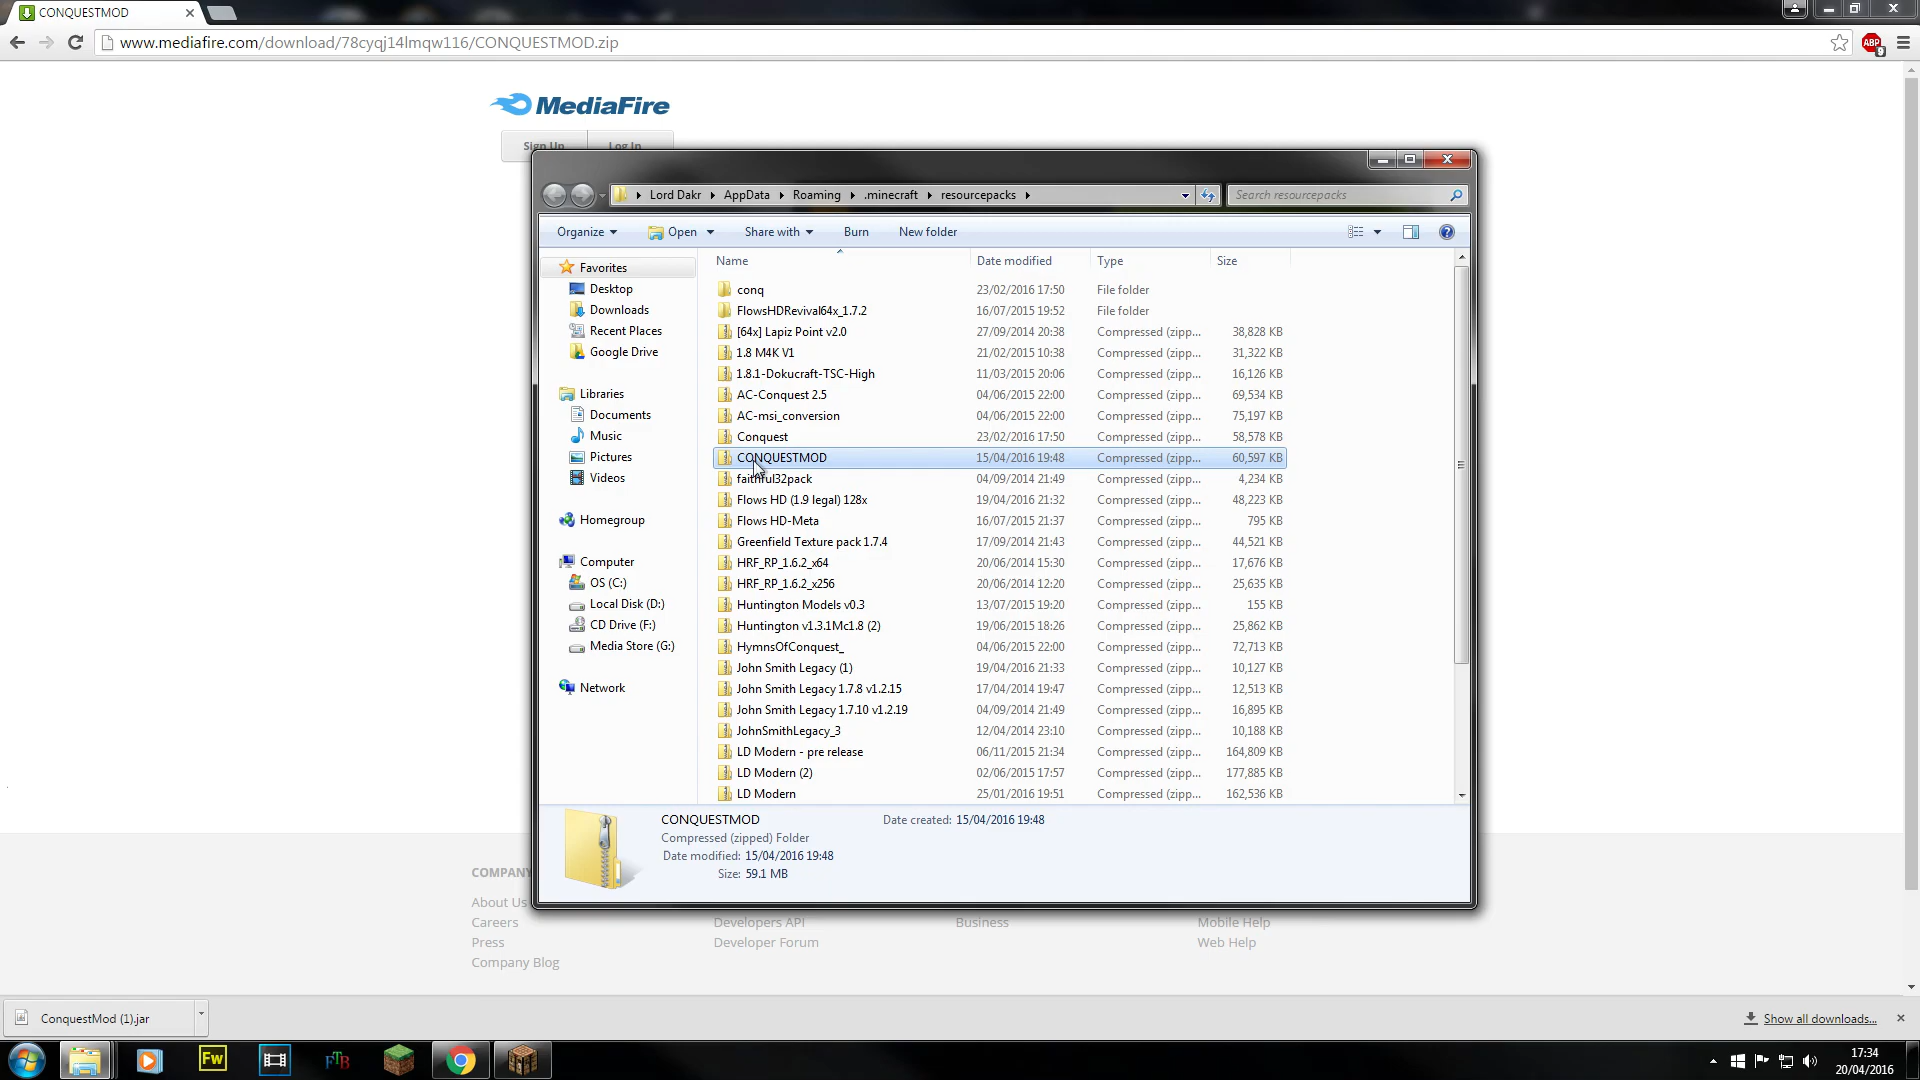 CONQUESTMOD
www.mediafire.com/download/78cyqj14lmqw116/CONQUESTMOD.zip
ABP
9
MediaFire
Sign Up Log In
Lord Dakr AppData Roaming .minecraft resourcepacks
Search resourcepacks
Organize Open Share with Burn New folder
Name Date modified Type Size
Favorites
Desktop
Downloads
Recent Places
Google Drive
Libraries
Documents
Music
Pictures
Videos
Homegroup
Computer
OS (C:)
Local Disk (D:)
CD Drive (F:)
Media Store (G:)
Network
conq 23/02/2016 17:50 File folder
FlowsHDRevival64x_1.7.2 16/07/2015 19:52 File folder
[64x] Lapiz Point v2.0 27/09/2014 20:38 Compressed (zipp... 38,828 KB
1.8 M4K V1 21/02/2015 10:38 Compressed (zipp... 31,322 KB
1.8.1-Dokucraft-TSC-High 11/03/2015 20:06 Compressed (zipp... 16,126 KB
AC-Conquest 2.5 04/06/2015 22:00 Compressed (zipp... 69,534 KB
AC-msi_conversion 04/06/2015 22:00 Compressed (zipp... 75,197 KB
Conquest 23/02/2016 17:50 Compressed (zipp... 58,578 KB
CONQUESTMOD 15/04/2016 19:48 Compressed (zipp... 60,597 KB
faithful32pack 04/09/2014 21:49 Compressed (zipp... 4,234 KB
Flows HD (1.9 legal) 128x 19/04/2016 21:32 Compressed (zipp... 48,223 KB
Flows HD-Meta 16/07/2015 21:37 Compressed (zipp... 795 KB
Greenfield Texture pack 1.7.4 17/09/2014 21:43 Compressed (zipp... 44,521 KB
HRF_RP_1.6.2_x64 20/06/2014 15:30 Compressed (zipp... 17,676 KB
HRF_RP_1.6.2_x256 20/06/2014 12:20 Compressed (zipp... 25,635 KB
Huntington Models v0.3 13/07/2015 19:20 Compressed (zipp... 155 KB
Huntington v1.3.1Mc1.8 (2) 19/06/2015 18:26 Compressed (zipp... 25,862 KB
HymnsOfConquest_ 04/06/2015 22:00 Compressed (zipp... 72,713 KB
John Smith Legacy (1) 19/04/2016 21:33 Compressed (zipp... 10,127 KB
John Smith Legacy 1.7.8 v1.2.15 17/04/2014 19:47 Compressed (zipp... 12,513 KB
John Smith Legacy 1.7.10 v1.2.19 04/09/2014 21:49 Compressed (zipp... 16,895 KB
JohnSmithLegacy_3 12/04/2014 23:10 Compressed (zipp... 10,188 KB
LD Modern - pre release 06/11/2015 21:34 Compressed (zipp... 164,809 KB
LD Modern (2) 02/06/2015 17:57 Compressed (zipp... 177,885 KB
LD Modern 25/01/2016 19:51 Compressed (zipp... 162,536 KB
CONQUESTMOD Date created: 15/04/2016 19:48
Compressed (zipped) Folder
Date modified: 15/04/2016 19:48
Size: 59.1 MB
COMPANY
About Us
Careers Developers API Business Mobile Help
Press Developer Forum Web Help
Company Blog
ConquestMod (1).jar Show all downloads...
Fw FTB
17:34
20/04/2016